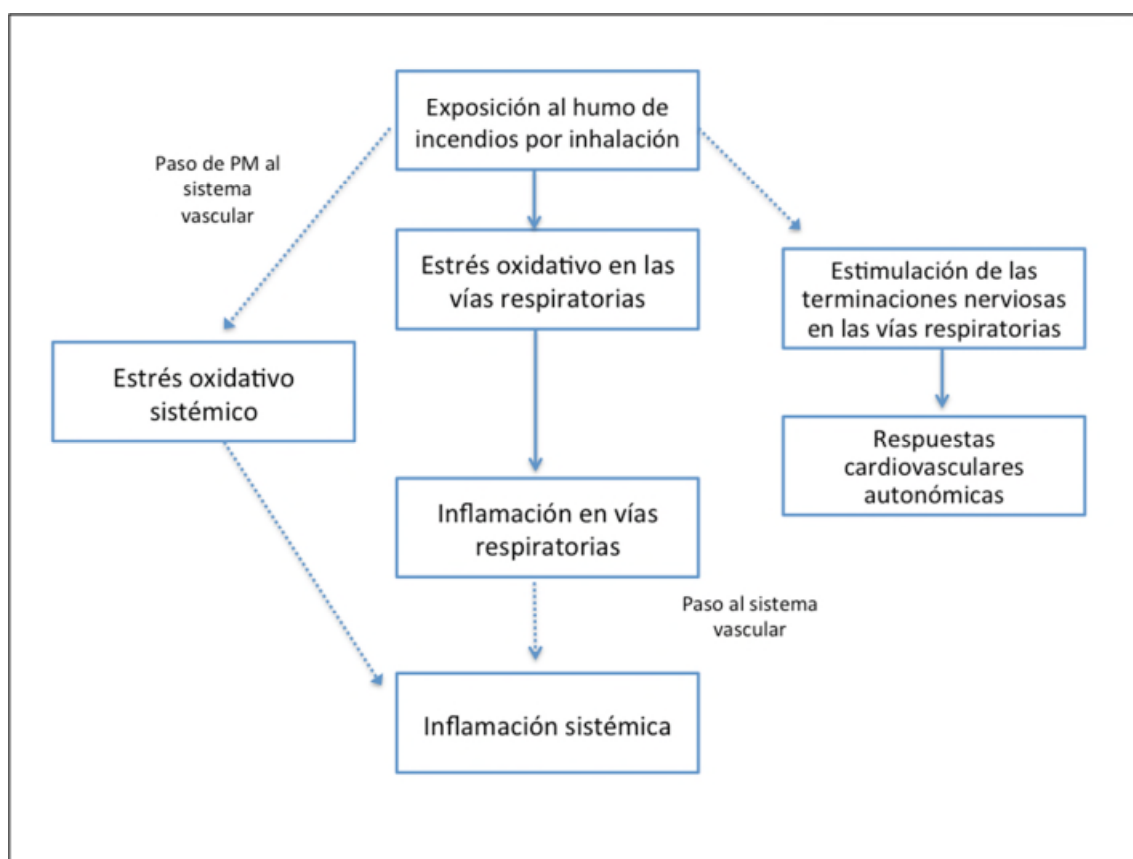 Exposición al humo de
incendios por inhalación
Paso de PM al
sistema
vascular
Estrés oxidativo en las
vías respiratorias
Estimulación de las
terminaciones nerviosas
en las vías respiratorias
Estrés oxidativo
sistémico
Respuestas
cardiovasculares
autonómicas
Inflamación en vías
respiratorias
Paso al sistema
vascular
Inflamación sistémica